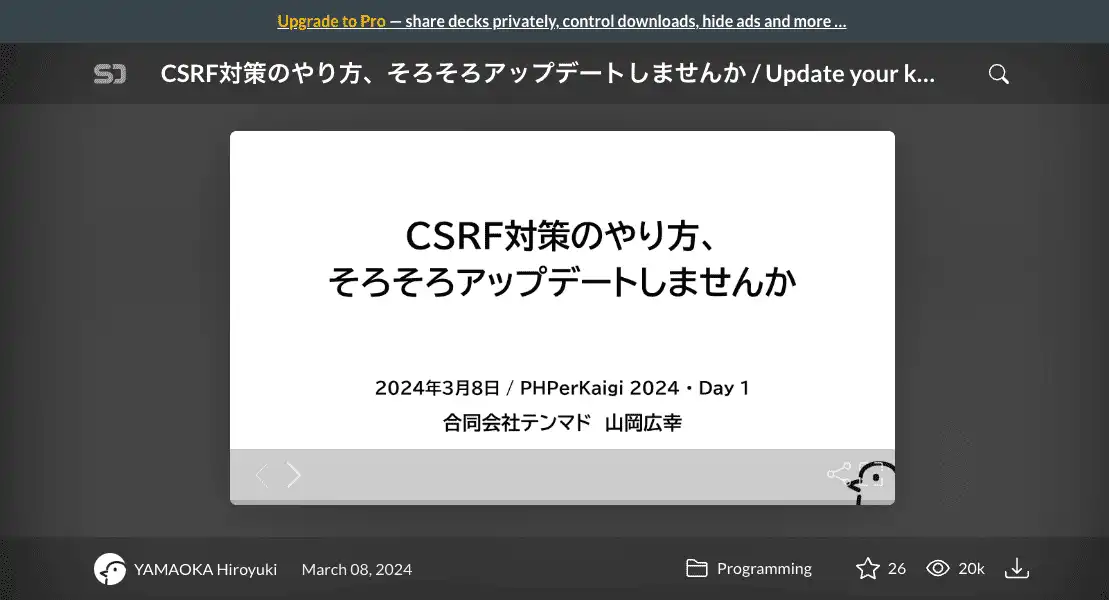 Upgrade to Pro — share decks privately, control downloads, hide ads and more …
SJ
CSRF対策のやり方、そろそろアップデートしませんか / Update your k…
CSRF対策のやり方、
そろそろアップデートしませんか
2024年3月8日 / PHPerKaigi 2024・Day 1
合同会社テンマド 山岡広幸
YAMAOKA Hiroyuki
March 08, 2024
Programming
26
20k